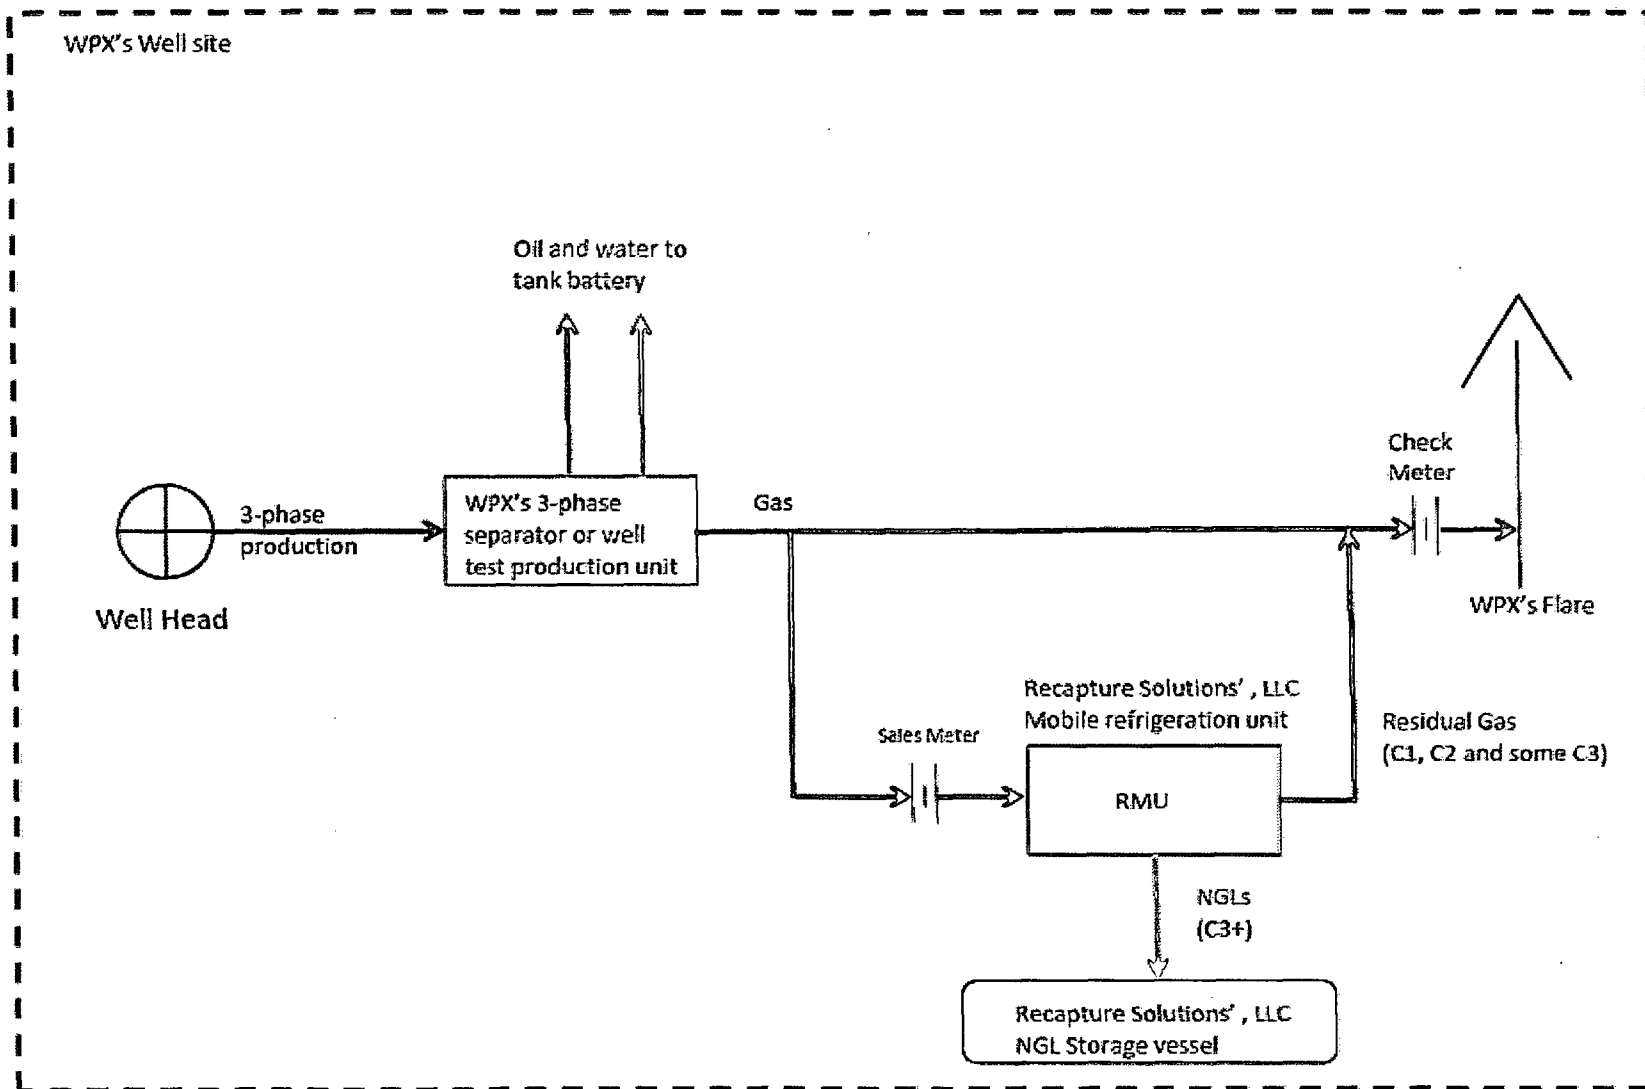 WPX's Well site
Oil and water to
tank battery
Check
Meter
3-phase
production
WPX's 3-phase
separator or well
test production unit
Gas
Well Head
WPX's Flare
Recapture Solutions' , LLC
Mobile refrigeration unit
Sales Meter
Residual Gas
(C1, C2 and some C3)
RMU
NGLs
(C3+)
Recapture Solutions' , LLC
NGL Storage vessel